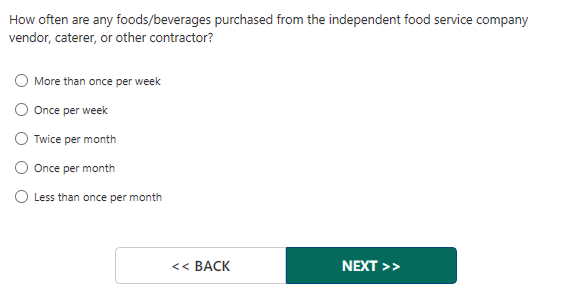 How often are any foods/beverages purchased from the independent food service company
vendor, caterer, or other contractor?
More than once per week
Once per week
Twice per month
Once per month
Less than once per month
<< BACK
NEXT >>